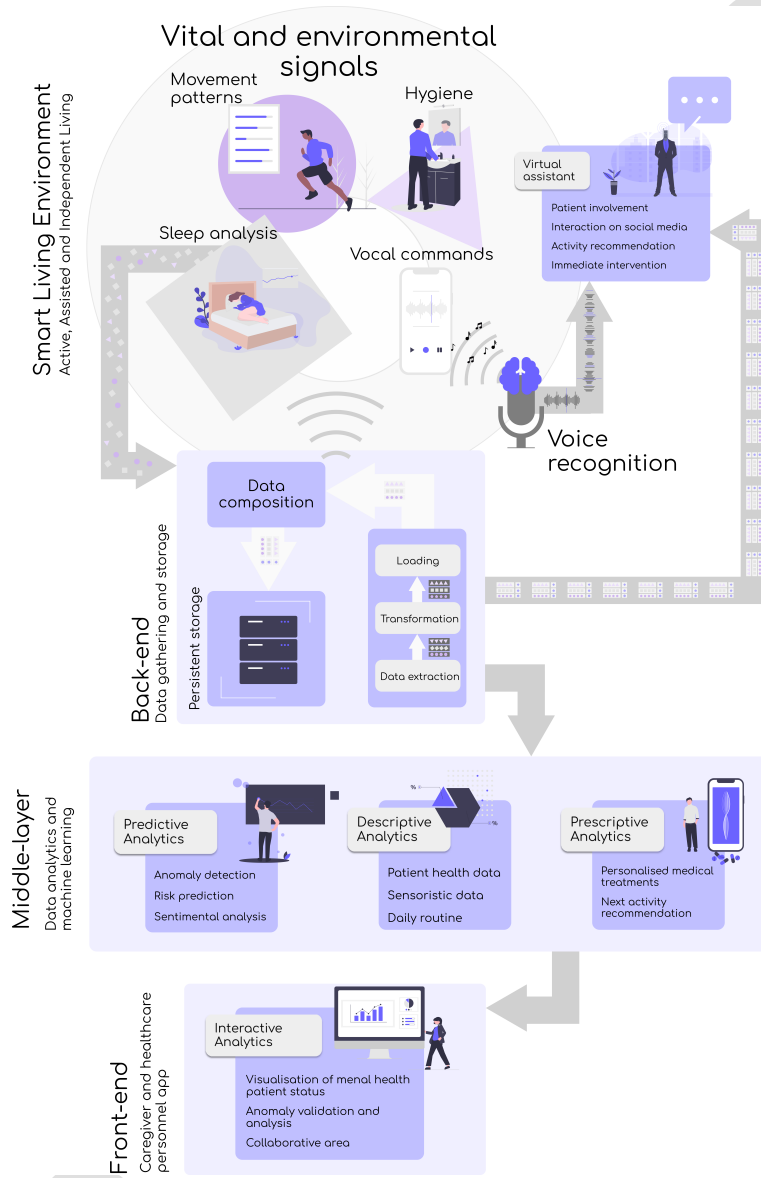 Vital and environmental
signals
Movement
patterns
Hygiene
Sleep analysis
Vocal commands
Smart Living Environment
Active, Assisted and Independent Living
Virtual
assistant
Patient involvement
Interaction on social media
Activity recommendation
Immediate intervention
Voice
recognition
Back-end
Data gathering and storage
Data
composition
Persistent storage
Loading
Transformation
Data extraction
Middle-layer
Data analytics and
machine learning
Predictive
Analytics
Anomaly detection
Risk prediction
Sentimental analysis
Descriptive
Analytics
%
%
Patient health data
Sensoristic data
Daily routine
Prescriptive
Analytics
Personalised medical
treatments
Next activity
recommendation
Front-end
Caregiver and healthcare
personnel app
Interactive
Analytics
Visualisation of menal health
patient status
Anomaly validation and
analysis
Collaborative area